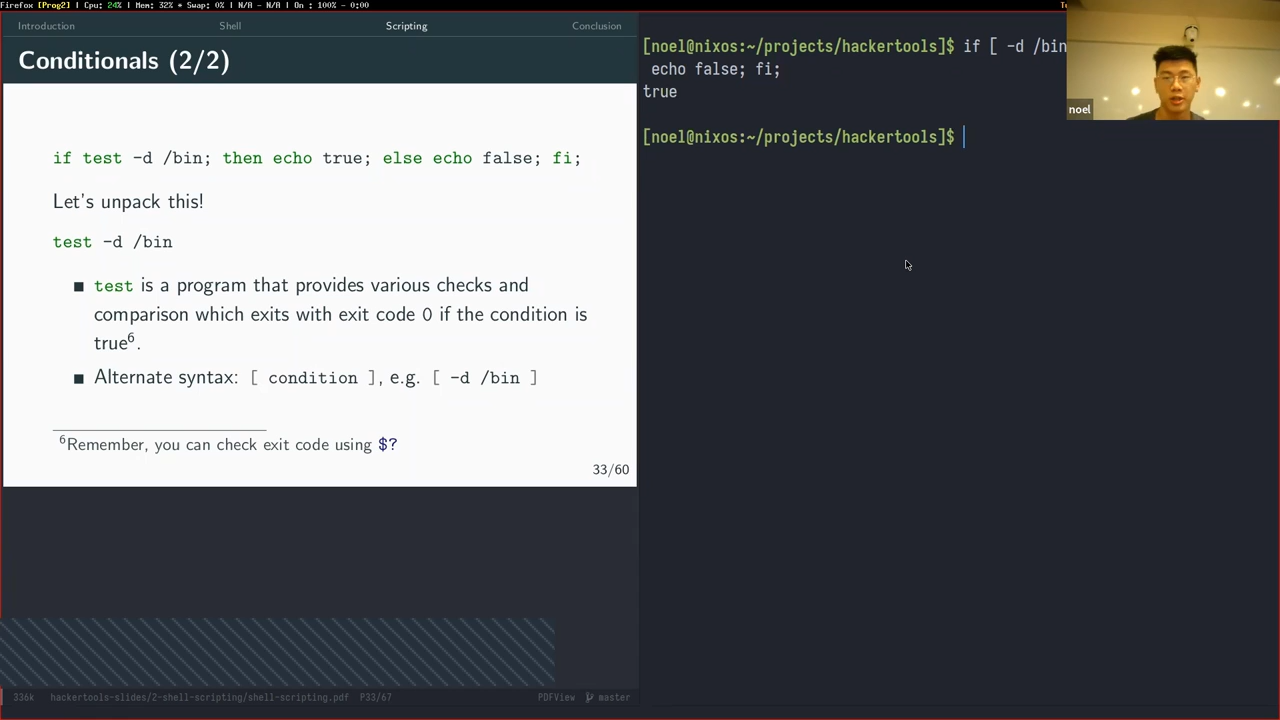 Firefox [Prog2] | Cpu: 24% | Mem: 32% * Swap: 0% | N/A - N/A | On : 100% - 0:00
Introduction Shell Scripting Conclusion
Conditionals (2/2)
if test -d /bin; then echo true; else echo false; fi;
Let's unpack this!
test -d /bin
■ test is a program that provides various checks and
comparison which exits with exit code 0 if the condition is
true⁶.
■ Alternate syntax: [ condition ], e.g. [ -d /bin ]
⁶Remember, you can check exit code using $?
33/60
336k hackertools-slides/2-shell-scripting/shell-scripting.pdf P33/67 PDFView master
[noel@nixos:~/projects/hackertools]$ if [ -d /bin
echo false; fi;
true
[noel@nixos:~/projects/hackertools]$
noel